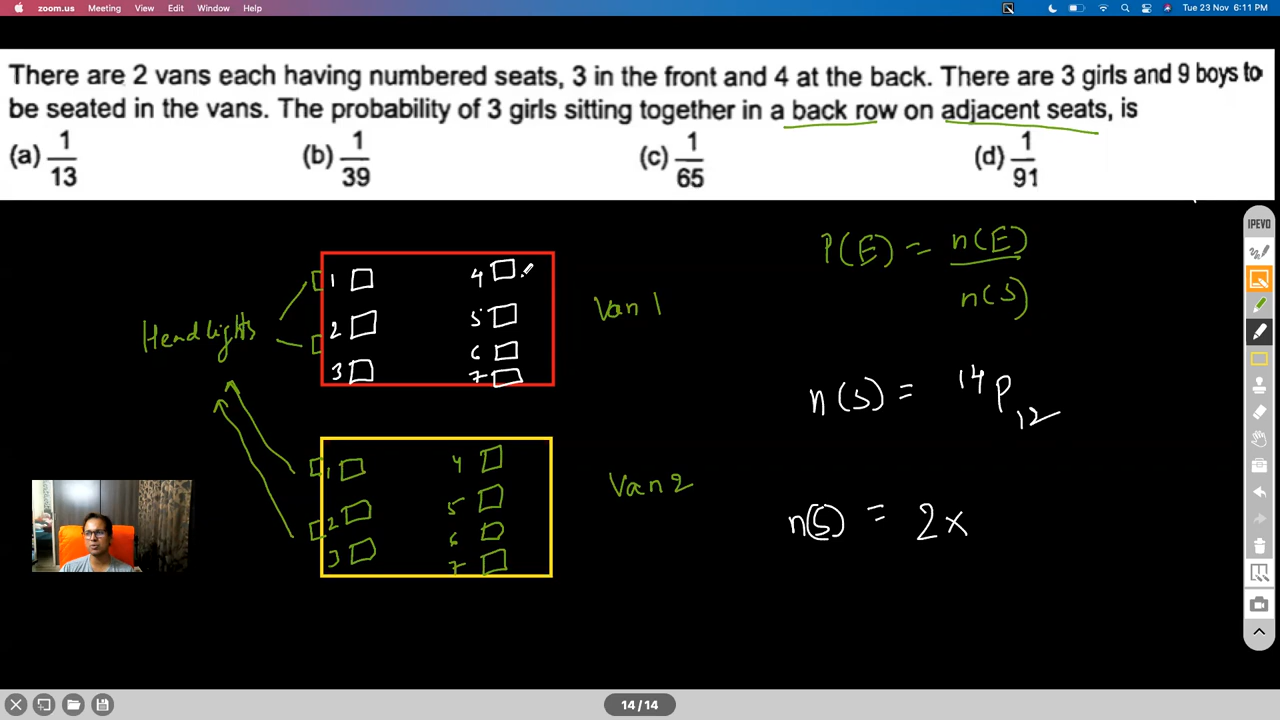 zoom.us Meeting View Edit Window Help Tue 23 Nov 6:11 PM
There are 2 vans each having numbered seats, 3 in the front and 4 at the back. There are 3 girls and 9 boys to
be seated in the vans. The probability of 3 girls sitting together in a back row on adjacent seats, is
(a) 1/13 (b) 1/39 (c) 1/65 (d) 1/91
IPEVO
P(E) = n(E)/n(S)
1 4
2 5
3 6
7
Van 1
Headlights
n(S) = 14P12
1 4
2 5
3 6
7
Van 2
n(S) = 2x
14 / 14